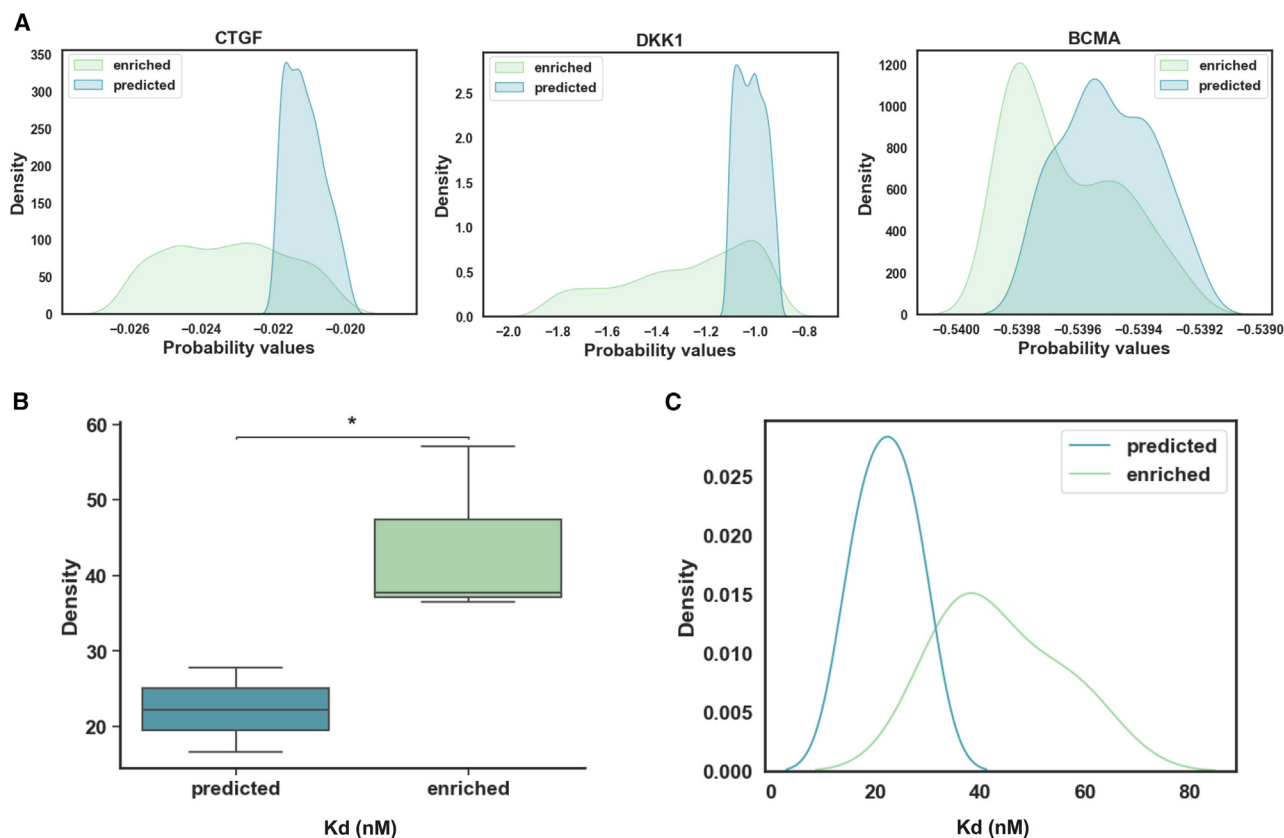 A
CTGF
DKK1
BCMA
enriched
predicted
enriched
predicted
enriched
predicted
350
300
250
200
150
100
50
0
Density
−0.026 −0.024 −0.022 −0.020
Probability values
2.5
2.0
1.5
1.0
0.5
0.0
Density
−2.0 −1.8 −1.6 −1.4 −1.2 −1.0 −0.8
Probability values
1200
1000
800
600
400
200
0
Density
−0.5400 −0.5398 −0.5396 −0.5394 −0.5392 −0.5390
Probability values
B
60
50
40
30
20
Density
*
predicted enriched
Kd (nM)
C
predicted
enriched
0.025
0.020
0.015
0.010
0.005
0.000
Density
0 20 40 60 80
Kd (nM)